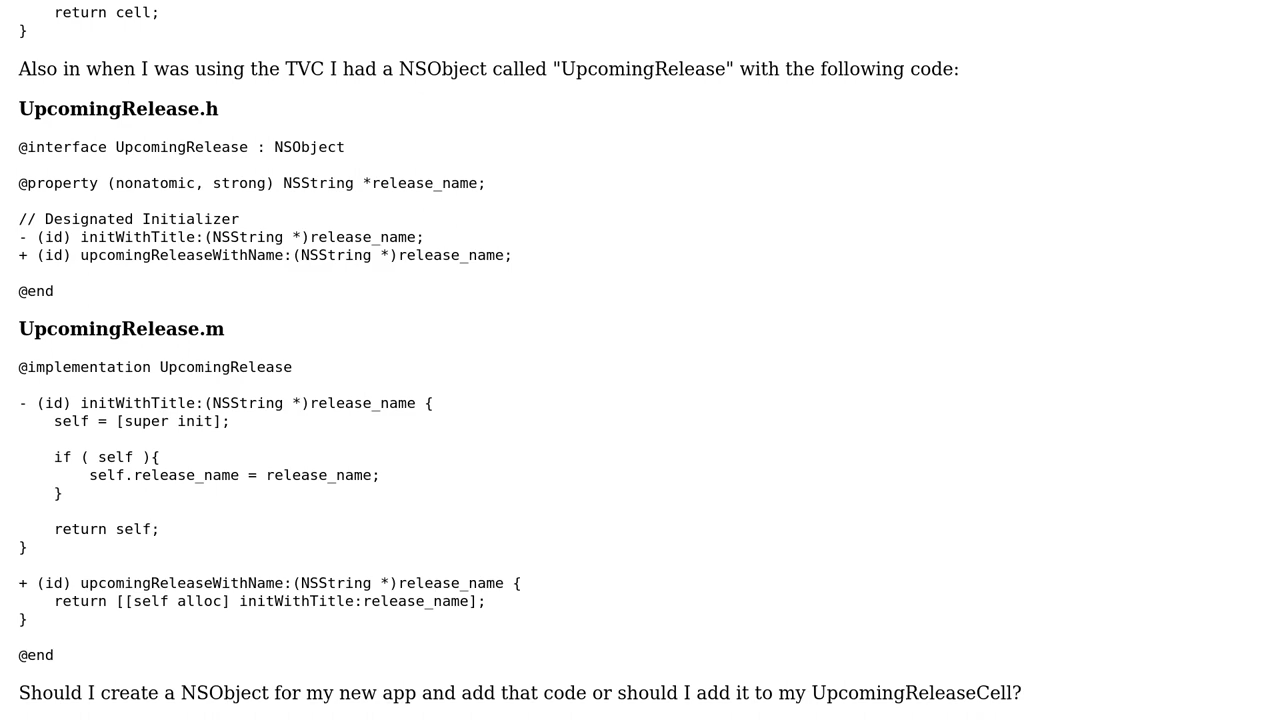 return cell;
}
Also in when I was using the TVC I had a NSObject called "UpcomingRelease" with the following code:
UpcomingRelease.h
@interface UpcomingRelease : NSObject
@property (nonatomic, strong) NSString *release_name;
// Designated Initializer
- (id) initWithTitle:(NSString *)release_name;
+ (id) upcomingReleaseWithName:(NSString *)release_name;
@end
UpcomingRelease.m
@implementation UpcomingRelease
- (id) initWithTitle:(NSString *)release_name {
    self = [super init];
    if ( self ){
        self.release_name = release_name;
    }
    return self;
}
+ (id) upcomingReleaseWithName:(NSString *)release_name {
    return [[self alloc] initWithTitle:release_name];
}
@end
Should I create a NSObject for my new app and add that code or should I add it to my UpcomingReleaseCell?